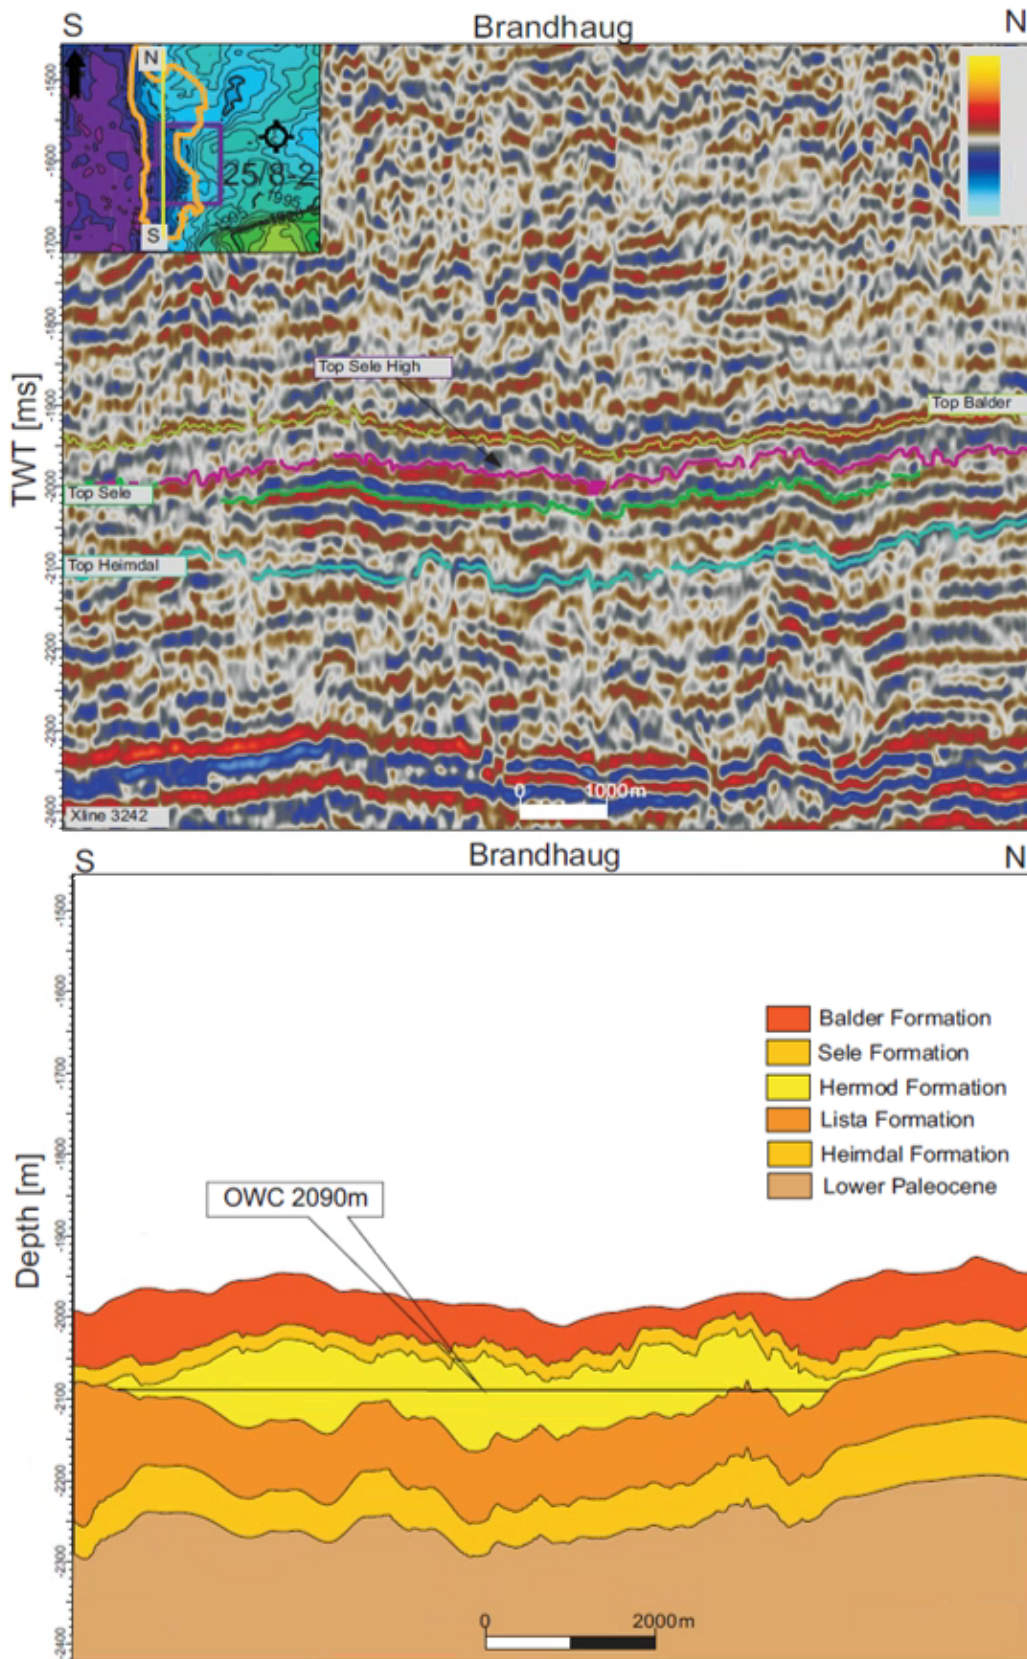 S Brandhaug N
N
25/8-2
1995
1995
S
Top Sele High
Top Balder
Top Sele
Top Heimdal
Xline 3242
0 1000m
TWT [ms]
-1500
-1600
-1700
-1800
-1900
-2000
-2100
-2200
-2300
-2400
S Brandhaug N
Balder Formation
Sele Formation
Hermod Formation
Lista Formation
Heimdal Formation
Lower Paleocene
OWC 2090m
Depth [m]
-1500
-1600
-1700
-1800
-1900
-2000
-2100
-2200
-2300
-2400
0 2000m